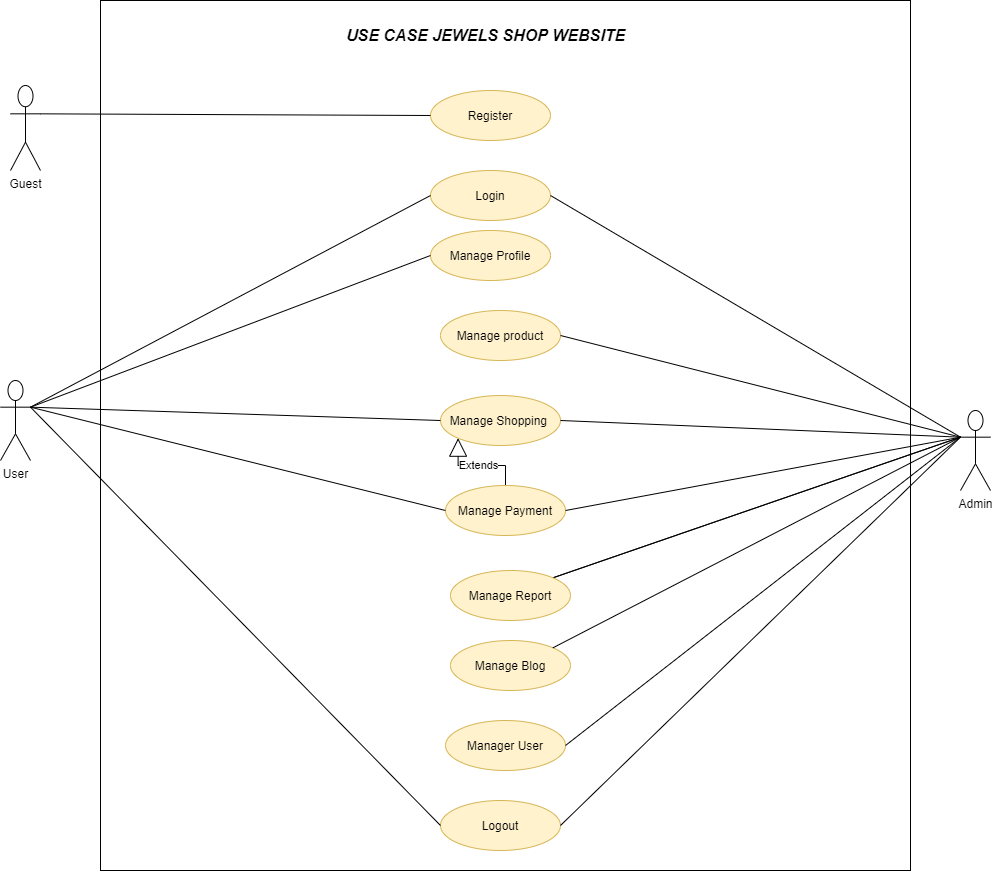 USE CASE JEWELS SHOP WEBSITE
Register
Guest
Login
Manage Profile
Manage product
Manage Shopping
User
Extends
Admin
Manage Payment
Manage Report
Manage Blog
Manager User
Logout